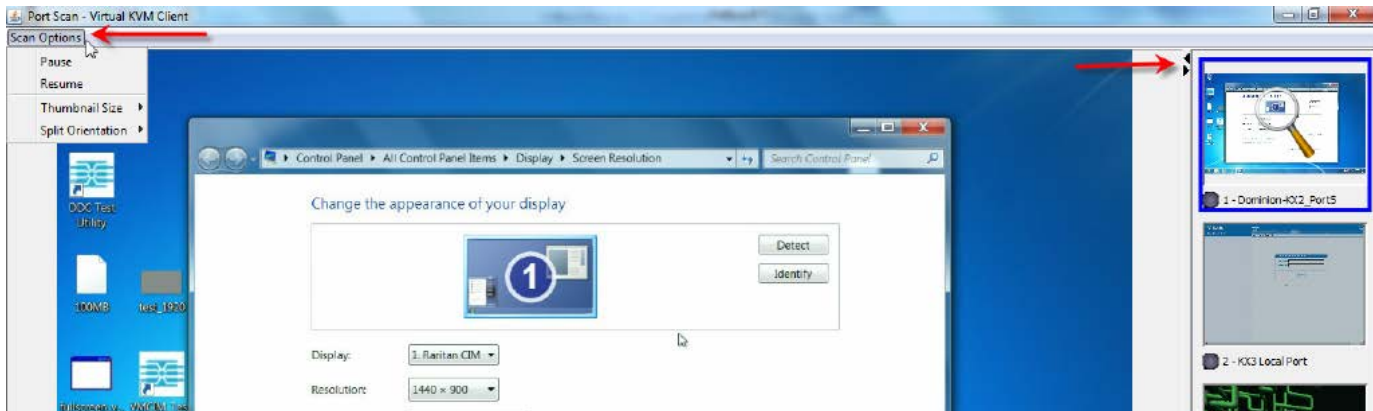 Port Scan - Virtual KVM Client
Scan Options
Pause
Resume
Thumbnail Size
Split Orientation
Control Panel All Control Panel Items Display Screen Resolution
Search Control Panel
Change the appearance of your display
Detect
Identify
1
Display: 1. Raritan CIM
Resolution: 1440 × 900
DDC Test
Utility
100MB
test_1920
1 - Dominion-KX2_Port5
2 - KX3 Local Port